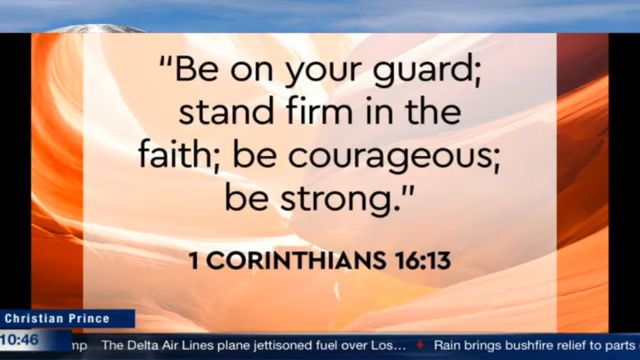 “Be on your guard;
stand firm in the
faith; be courageous;
be strong.”
1 CORINTHIANS 16:13
Christian Prince
10:46
mp The Delta Air Lines plane jettisoned fuel over Los... Rain brings bushfire relief to parts